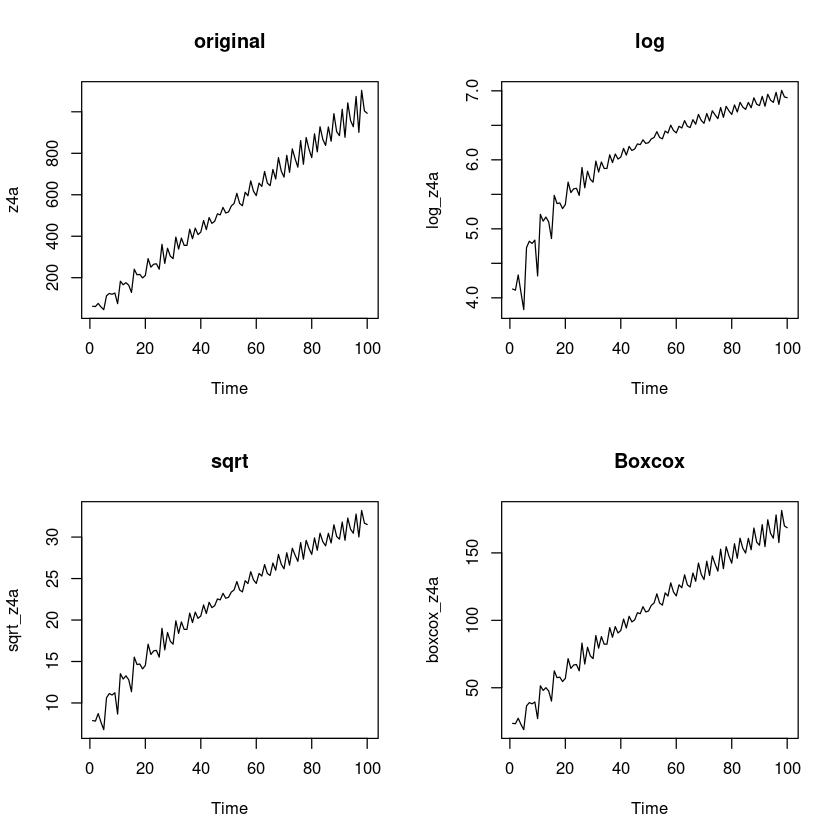 original
z4a
200 400 600 800
0 20 40 60 80 100
Time
log
log_z4a
4.0 5.0 6.0 7.0
0 20 40 60 80 100
Time
sqrt
sqrt_z4a
10 15 20 25 30
0 20 40 60 80 100
Time
Boxcox
boxcox_z4a
50 100 150
0 20 40 60 80 100
Time